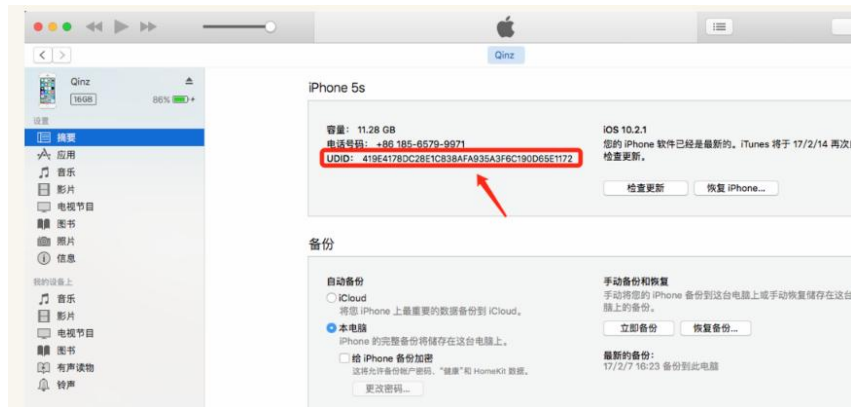 Qinz
Qinz
16GB
86%
iPhone 5s
设置
摘要
应用
音乐
影片
电视节目
图书
照片
信息
我的设备上
音乐
影片
电视节目
图书
有声读物
铃声
容量： 11.28 GB
电话号码： +86 185-6579-9971
UDID： 419E4178DC28E1C838AFA935A3F6C190D65E1172
iOS 10.2.1
您的 iPhone 软件已经是最新的。iTunes 将于 17/2/14 再次
检查更新。
检查更新
恢复 iPhone...
备份
自动备份
iCloud
将您 iPhone 上最重要的数据备份到 iCloud。
本电脑
iPhone 的完整备份将储存在这台电脑上。
给 iPhone 备份加密
这将允许备份帐户密码、“健康”和 HomeKit 数据。
更改密码...
手动备份和恢复
手动将您的 iPhone 备份到这台电脑上或手动恢复储存在这台
脑上的备份。
立即备份
恢复备份...
最新的备份：
17/2/7 16:23 备份到此电脑